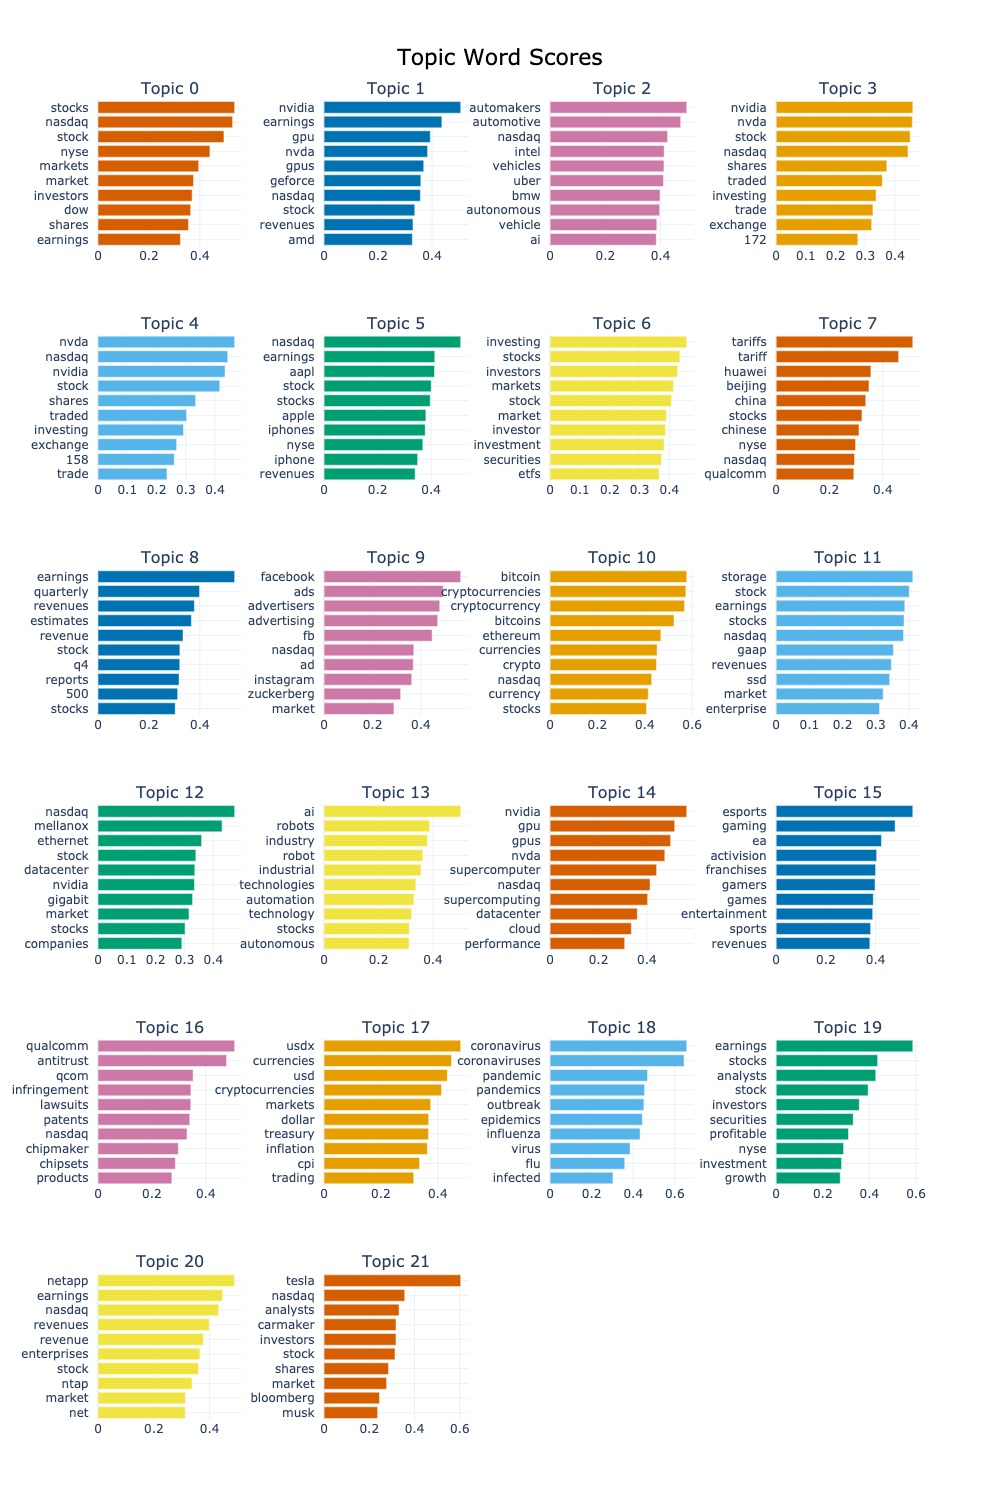 Topic Word Scores
Topic 0
stocks
nasdaq
stock
nyse
markets
market
investors
dow
shares
earnings
0 0.2 0.4
Topic 1
nvidia
earnings
gpu
nvda
gpus
geforce
nasdaq
stock
revenues
amd
0 0.2 0.4
Topic 2
automakers
automotive
nasdaq
intel
vehicles
uber
bmw
autonomous
vehicle
ai
0 0.2 0.4
Topic 3
nvidia
nvda
stock
nasdaq
shares
traded
investing
trade
exchange
172
0 0.1 0.2 0.3 0.4
Topic 4
nvda
nasdaq
nvidia
stock
shares
traded
investing
exchange
158
trade
0 0.1 0.2 0.3 0.4
Topic 5
nasdaq
earnings
aapl
stock
stocks
apple
iphones
nyse
iphone
revenues
0 0.2 0.4
Topic 6
investing
stocks
investors
markets
stock
market
investor
investment
securities
etfs
0 0.1 0.2 0.3 0.4
Topic 7
tariffs
tariff
huawei
beijing
china
stocks
chinese
nyse
nasdaq
qualcomm
0 0.2 0.4
Topic 8
earnings
quarterly
revenues
estimates
revenue
stock
q4
reports
500
stocks
0 0.2 0.4
Topic 9
facebook
ads
advertisers
advertising
fb
nasdaq
ad
instagram
zuckerberg
market
0 0.2 0.4
Topic 10
bitcoin
cryptocurrencies
cryptocurrency
bitcoins
ethereum
currencies
crypto
nasdaq
currency
stocks
0 0.2 0.4 0.6
Topic 11
storage
stock
earnings
stocks
nasdaq
gaap
revenues
ssd
market
enterprise
0 0.1 0.2 0.3 0.4
Topic 12
nasdaq
mellanox
ethernet
stock
datacenter
nvidia
gigabit
market
stocks
companies
0 0.1 0.2 0.3 0.4
Topic 13
ai
robots
industry
robot
industrial
technologies
automation
technology
stocks
autonomous
0 0.2 0.4
Topic 14
nvidia
gpu
gpus
nvda
supercomputer
nasdaq
supercomputing
datacenter
cloud
performance
0 0.2 0.4
Topic 15
esports
gaming
ea
activision
franchises
gamers
games
entertainment
sports
revenues
0 0.2 0.4
Topic 16
qualcomm
antitrust
qcom
infringement
lawsuits
patents
nasdaq
chipmaker
chipsets
products
0 0.2 0.4
Topic 17
usdx
currencies
usd
cryptocurrencies
markets
dollar
treasury
inflation
cpi
trading
0 0.2 0.4
Topic 18
coronavirus
coronaviruses
pandemic
pandemics
outbreak
epidemics
influenza
virus
flu
infected
0 0.2 0.4 0.6
Topic 19
earnings
stocks
analysts
stock
investors
securities
profitable
nyse
investment
growth
0 0.2 0.4 0.6
Topic 20
netapp
earnings
nasdaq
revenues
revenue
enterprises
stock
ntap
market
net
0 0.2 0.4
Topic 21
tesla
nasdaq
analysts
carmaker
investors
stock
shares
market
bloomberg
musk
0 0.2 0.4 0.6